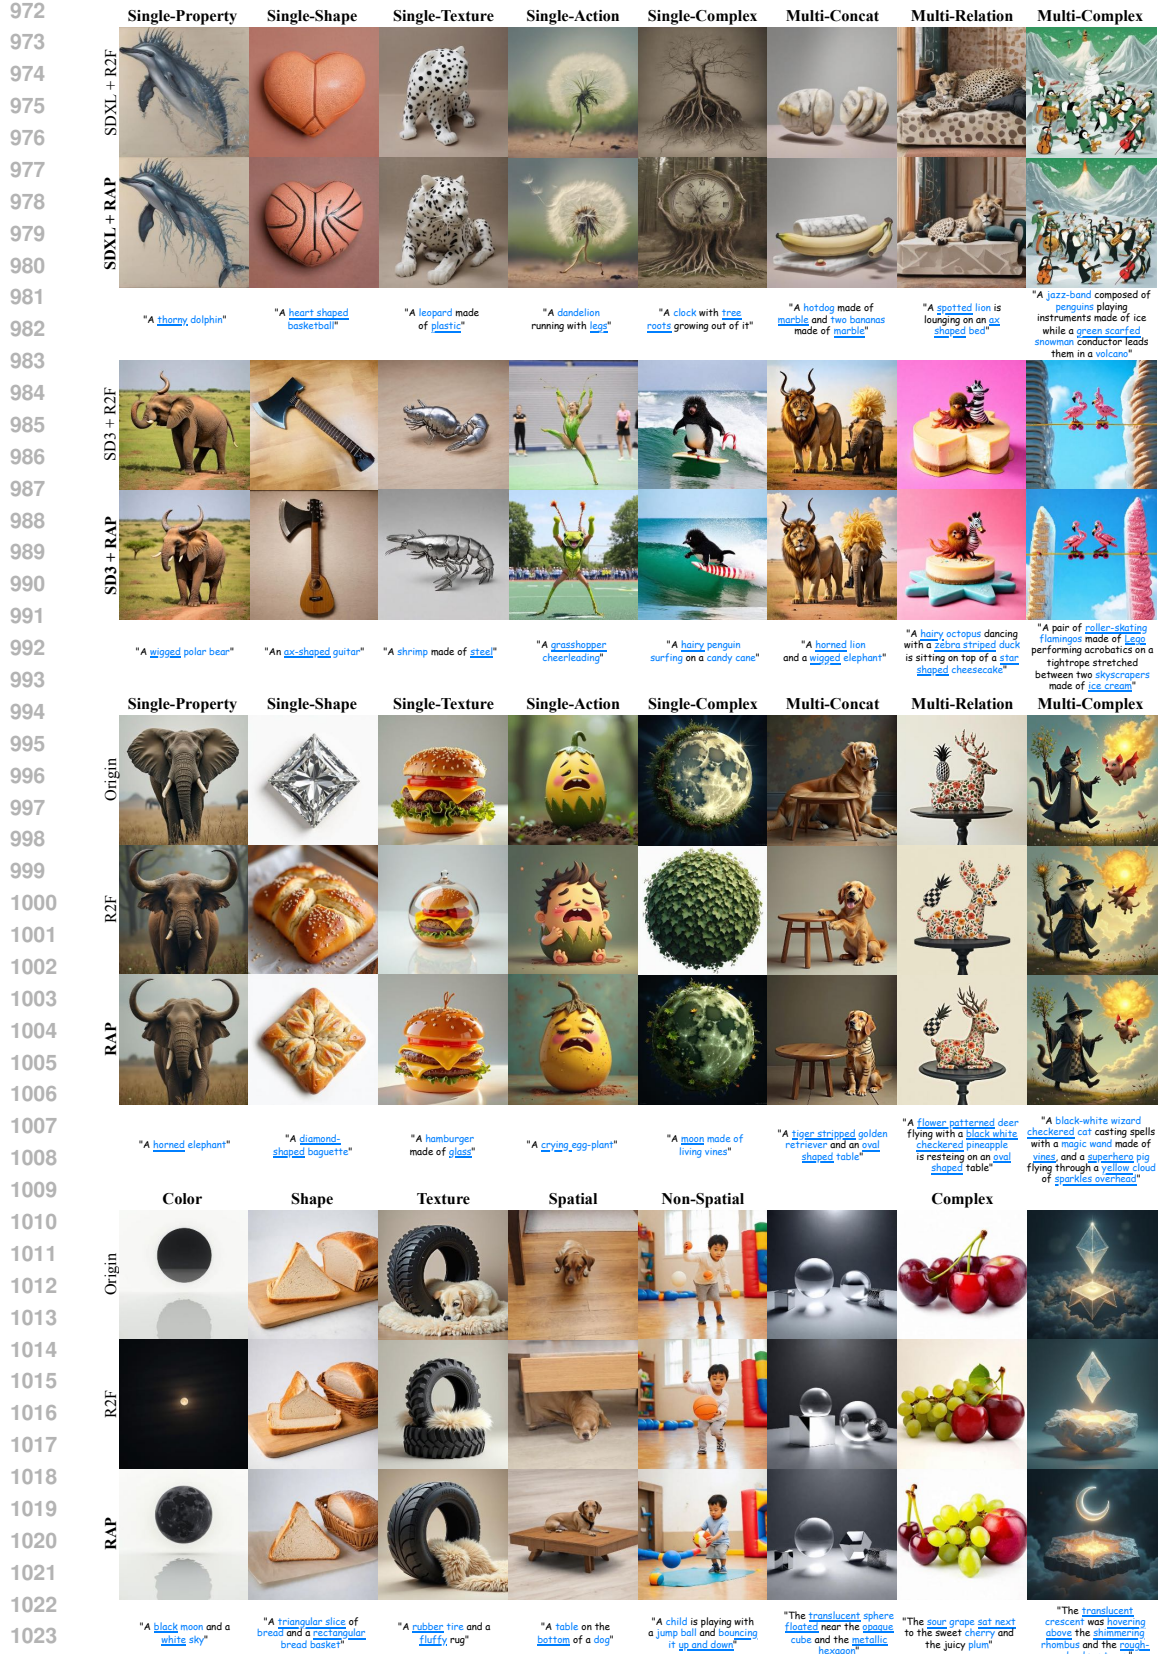 972
973
974
975
976
977
978
979
980
981
982
983
984
985
986
987
988
989
990
991
992
993
994
995
996
997
998
999
1000
1001
1002
1003
1004
1005
1006
1007
1008
1009
1010
1011
1012
1013
1014
1015
1016
1017
1018
1019
1020
1021
1022
1023
Single-Property Single-Shape Single-Texture Single-Action Single-Complex Multi-Concat Multi-Relation Multi-Complex
SDXL + R2F
SDXL + RAP
"A thorny dolphin"
"A heart shaped
basketball"
"A leopard made
of plastic"
"A dandelion
running with legs"
"A clock with tree
roots growing out of it"
"A hotdog made of
marble and two bananas
made of marble"
"A spotted lion is
lounging on an ax
shaped bed"
"A jazz-band composed of
penguins playing
instruments made of ice
while a green scarfed
snowman conductor leads
them in a volcano"
SD3 + R2F
SD3 + RAP
"A wigged polar bear"
"An ax-shaped guitar"
"A shrimp made of steel"
"A grasshopper
cheerleading"
"A hairy penguin
surfing on a candy cane"
"A horned lion
and a wigged elephant"
"A hairy octopus dancing
with a zebra striped duck
is sitting on top of a star
shaped cheesecake"
"A pair of roller-skating
flamingos made of Lego
performing acrobatics on a
tightrope stretched
between two skyscrapers
made of ice cream"
Single-Property Single-Shape Single-Texture Single-Action Single-Complex Multi-Concat Multi-Relation Multi-Complex
Origin
R2F
RAP
"A horned elephant"
"A diamond-
shaped baguette"
"A hamburger
made of glass"
"A crying egg-plant"
"A moon made of
living vines"
"A tiger stripped golden
retriever and an oval
shaped table"
"A flower patterned deer
flying with a black white
checkered pineapple
is resteing on an oval
shaped table"
"A black-white wizard
checkered cat casting spells
with a magic wand made of
vines, and a superhero pig
flying through a yellow cloud
of sparkles overhead"
Color Shape Texture Spatial Non-Spatial Complex
Origin
R2F
RAP
"A black moon and a
white sky"
"A triangular slice of
bread and a rectangular
bread basket"
"A rubber tire and a
fluffy rug"
"A table on the
bottom of a dog"
"A child is playing with
a jump ball and bouncing
it up and down"
"The translucent sphere
floated near the opaque
cube and the metallic
hexagon"
"The sour grape sat next
to the sweet cherry and
the juicy plum"
"The translucent
crescent was hovering
above the shimmering
rhombus and the rough-